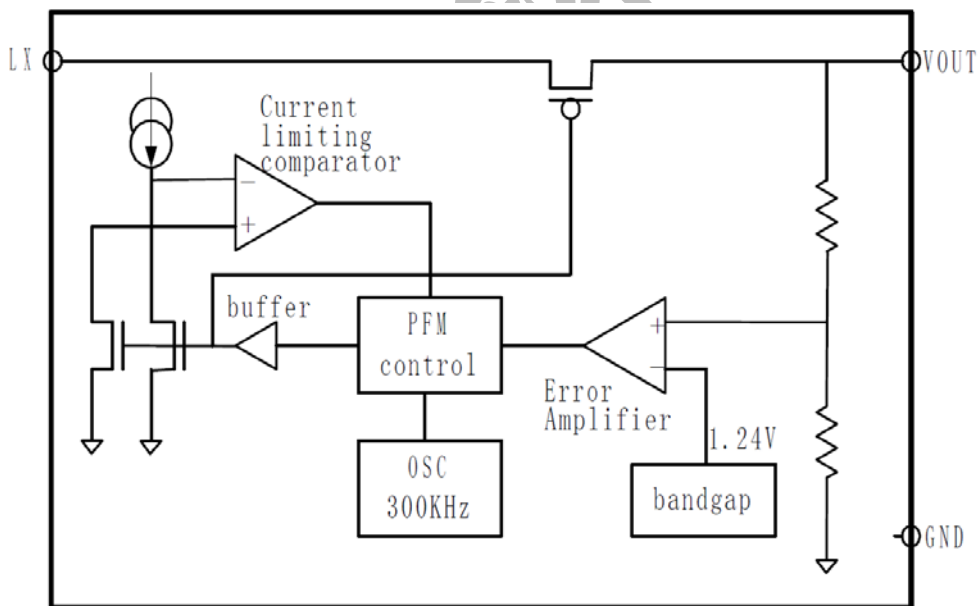 LX
VOUT
Current
limiting
comparator
-
+
buffer
PFM
control
+
-
Error
Amplifier
1.24V
OSC
300KHz
bandgap
GND